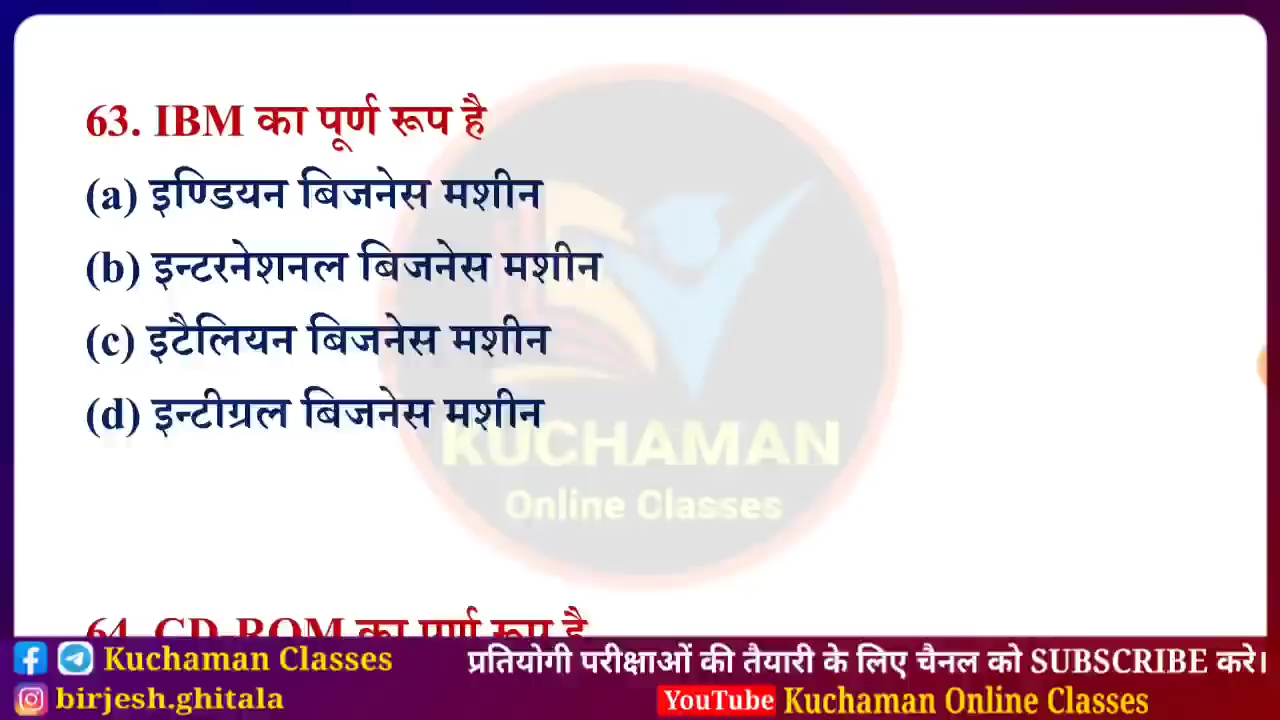 63. IBM का पूर्ण रूप है
(a) इण्डियन बिजनेस मशीन
(b) इन्टरनेशनल बिजनेस मशीन
(c) इटैलियन बिजनेस मशीन
(d) इन्टीग्रल बिजनेस मशीन
KUCHAMAN
Online Classes
64. CD-ROM का पूर्ण रूप है
Kuchaman Classes
प्रतियोगी परीक्षाओं की तैयारी के लिए चैनल को SUBSCRIBE करे।
birjesh.ghitala
YouTube Kuchaman Online Classes